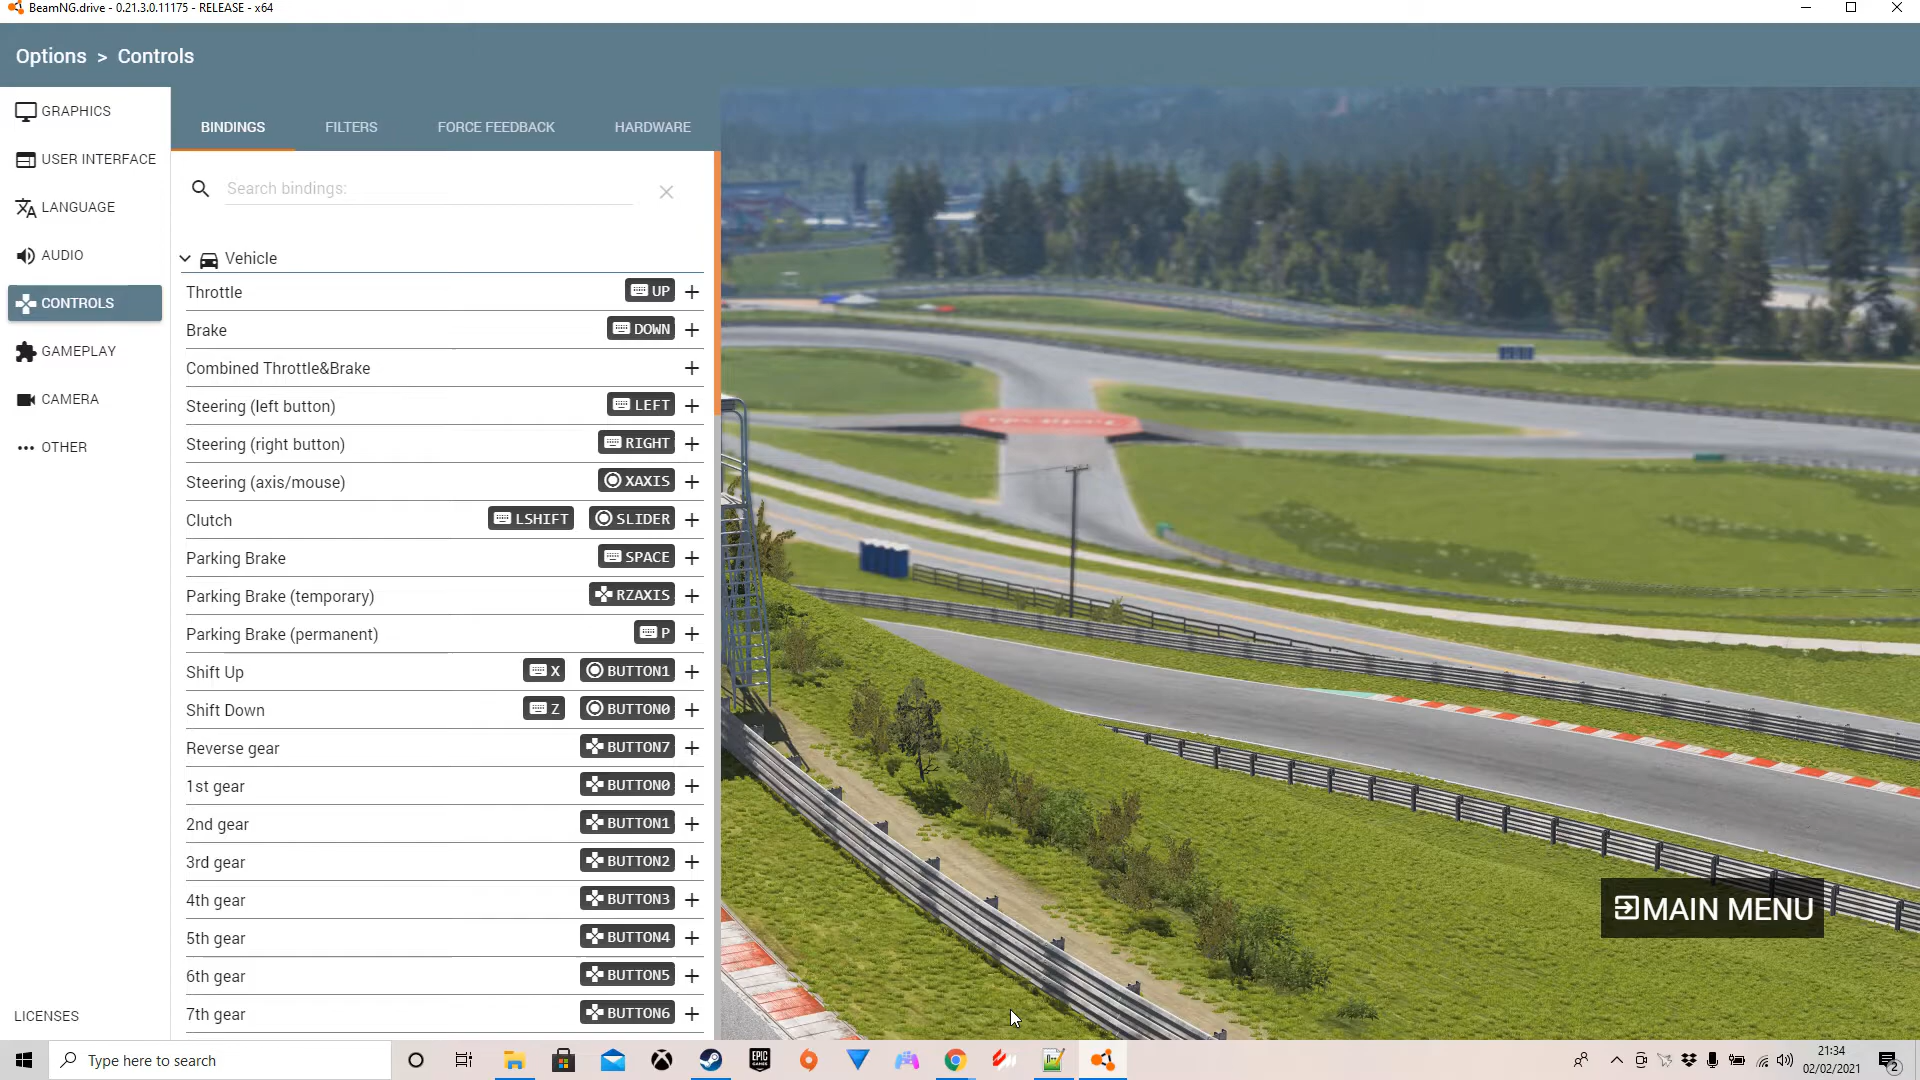 BeamNG.drive - 0.21.3.0.11175 - RELEASE - x64
Options > Controls
GRAPHICS
USER INTERFACE
LANGUAGE
AUDIO
CONTROLS
GAMEPLAY
CAMERA
OTHER
LICENSES
BINDINGS FILTERS FORCE FEEDBACK HARDWARE
Search bindings:
Vehicle
Throttle UP +
Brake DOWN +
Combined Throttle&Brake +
Steering (left button) LEFT +
Steering (right button) RIGHT +
Steering (axis/mouse) XAXIS +
Clutch LSHIFT SLIDER +
Parking Brake SPACE +
Parking Brake (temporary) RZAXIS +
Parking Brake (permanent) P +
Shift Up X BUTTON1 +
Shift Down Z BUTTON0 +
Reverse gear BUTTON7 +
1st gear BUTTON0 +
2nd gear BUTTON1 +
3rd gear BUTTON2 +
4th gear BUTTON3 +
5th gear BUTTON4 +
6th gear BUTTON5 +
7th gear BUTTON6 +
MAIN MENU
Type here to search
EPIC GAMES
21:34
02/02/2021
2